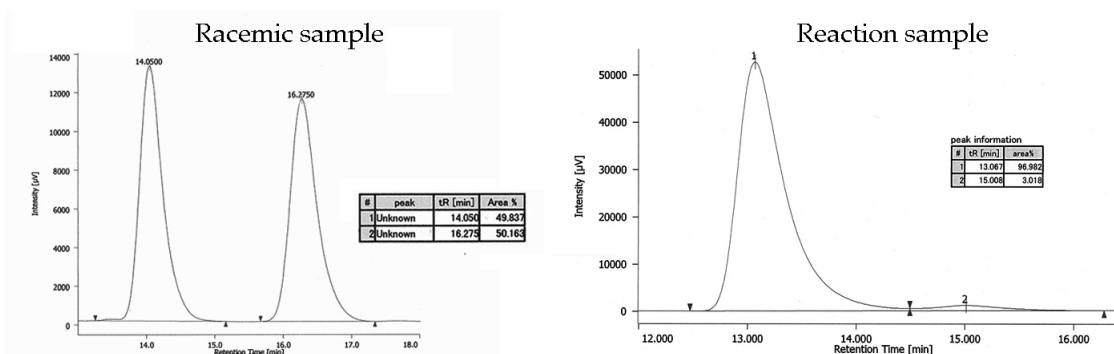 Racemic sample
Reaction sample
14000
12000
10000
8000
6000
4000
2000
0
Intensity [µV]
14.0500
16.2750
14.0
15.0
16.0
17.0
18.0
Retention Time [min]
# peak tR [min] Area %
1 Unknown 14.050 49.837
2 Unknown 16.275 50.163
50000
40000
30000
20000
10000
0
Intensity [µV]
1
2
12.000
13.000
14.000
15.000
16.000
Retention Time [min]
peak information
# tR [min] area%
1 13.067 96.982
2 15.008 3.018